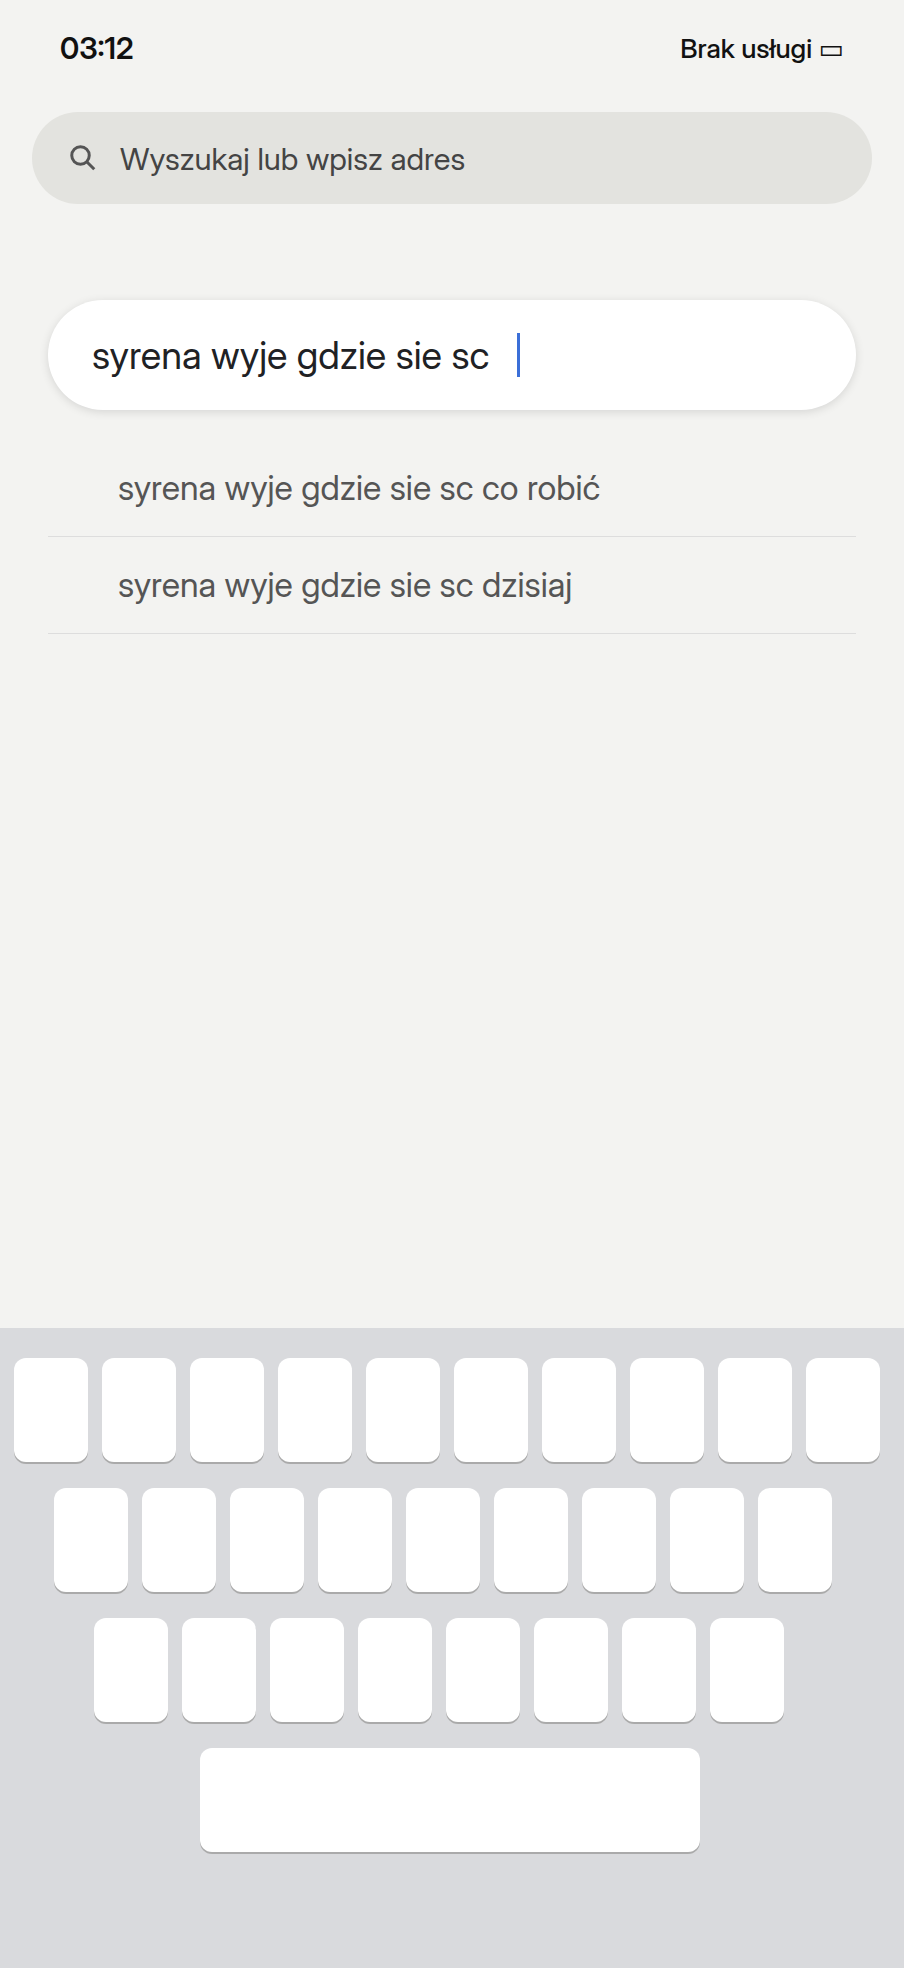 03:12
Brak usługi
Wyszukaj lub wpisz adres
syrena wyje gdzie sie sc
syrena wyje gdzie sie sc co robić
syrena wyje gdzie sie sc dzisiaj